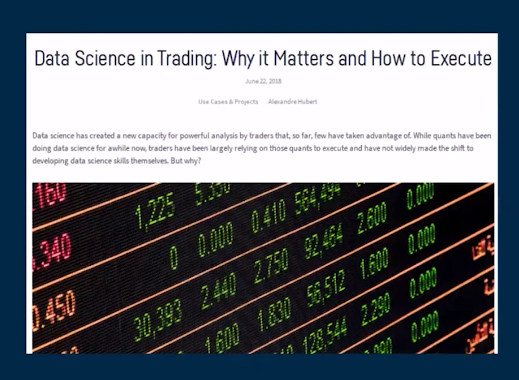 Data Science in Trading: Why it Matters and How to Execute
June 22, 2018
Use Cases & Projects Alexandre Hubert
Data science has created a new capacity for powerful analysis by traders that, so far, few have taken advantage of. While quants have been
doing data science for awhile now, traders have been largely relying on those quants to execute and have not widely made the shift to
developing data science skills themselves. But why?
.160 1,225 5.350 564,494 0.000
.340 0 0.000 0.410 92,464 2.600 0.000
0.450 30,393 2.440 2.750 56,512 1.600 0.000
1.600 1.830 128,544 2.290 0.000